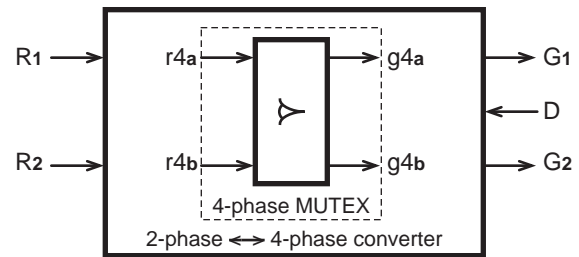 R1 r4a g4a G1
D
R2 r4b g4b G2
4-phase MUTEX
2-phase ↔ 4-phase converter